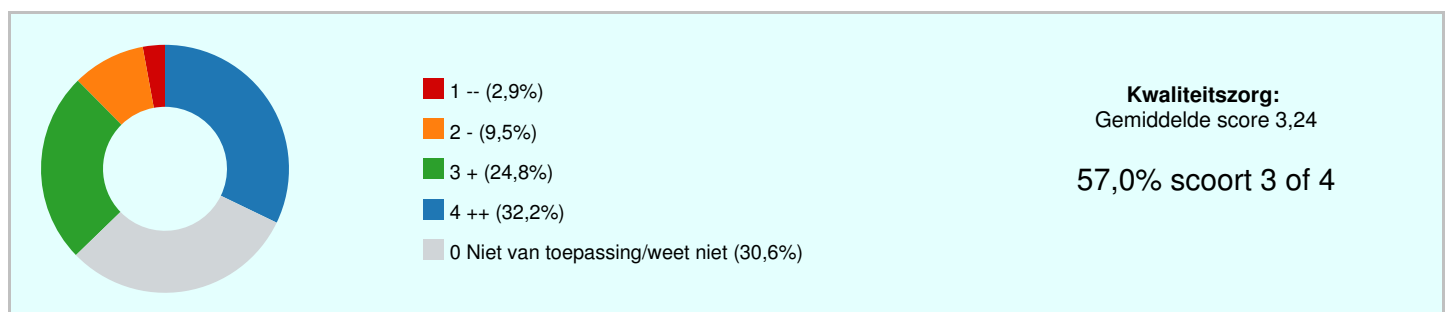 1 -- (2,9%)
2 - (9,5%)
3 + (24,8%)
4 ++ (32,2%)
0 Niet van toepassing/weet niet (30,6%)
Kwaliteitszorg:
Gemiddelde score 3,24
57,0% scoort 3 of 4